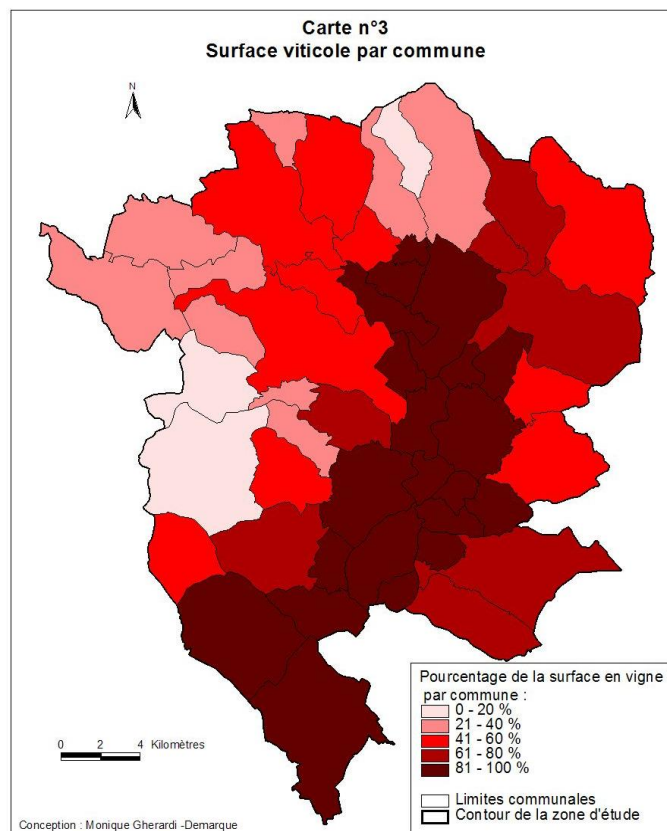 Carte n°3
Surface viticole par commune
N
Pourcentage de la surface en vigne
par commune :
0 - 20 %
21 - 40 %
41 - 60 %
61 - 80 %
81 - 100 %
Limites communales
Contour de la zone d'étude
0 2 4 Kilomètres
Conception : Monique Gherardi -Demarque